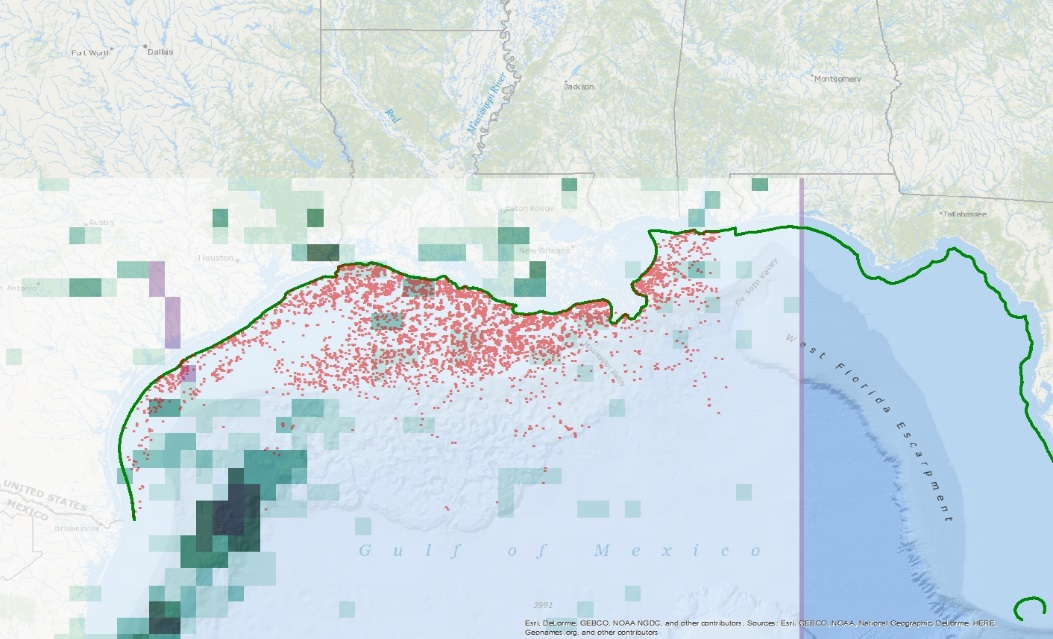 Fort Worth
Dallas
Red
Mississippi River
Jackson
Montgomery
Austin
Baton Rouge
Tallahassee
Houston
New Orleans
Antonio
De Soto Valley
West Florida Escarpment
UNITED STATES
MEXICO
Brownsville
Gulf of Mexico
3991
Esri, DeLorme, GEBCO, NOAA NGDC, and other contributors. Sources: Esri, GEBCO, NOAA, National Geographic, DeLorme, HERE,
Geonames.org, and other contributors